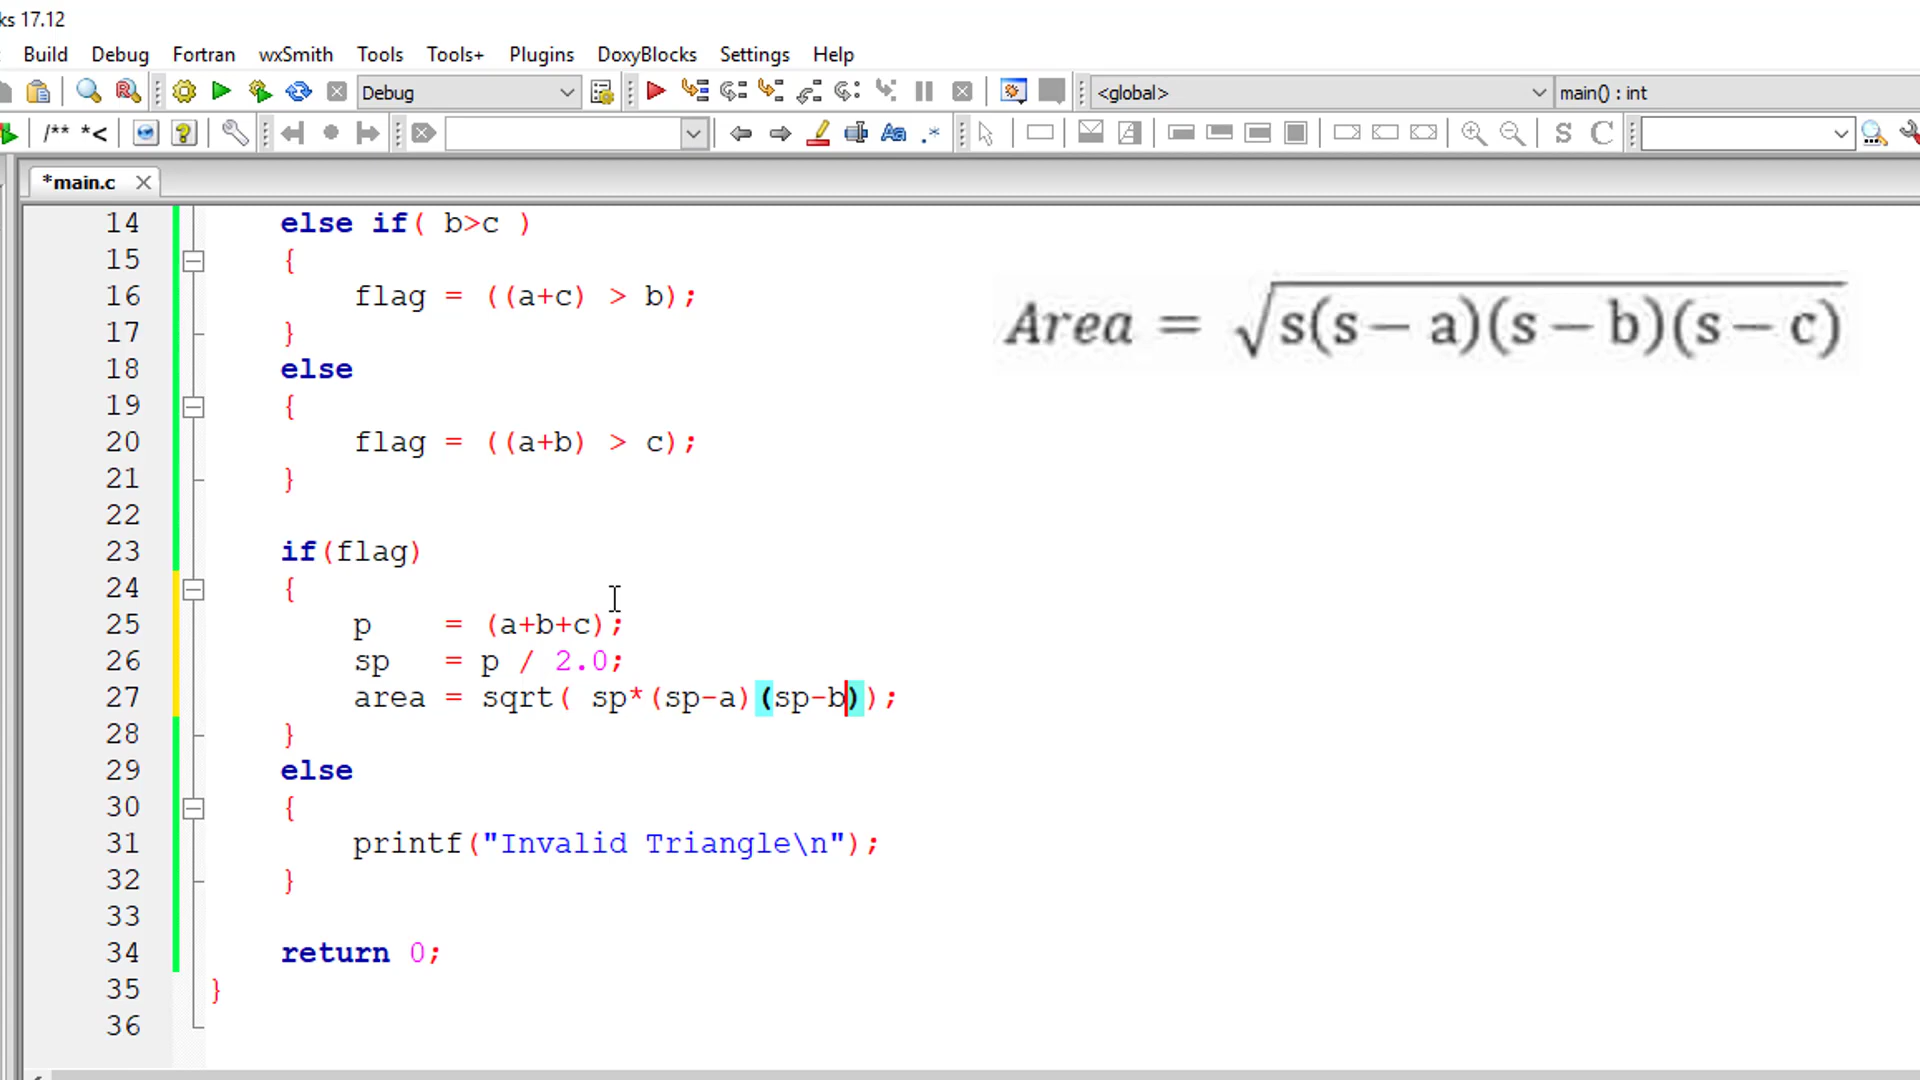 ks 17.12
Build Debug Fortran wxSmith Tools Tools+ Plugins DoxyBlocks Settings Help
Debug <global> main() : int
/** *< Aa .* S C
*main.c
14 else if( b>c )
15 {
16 flag = ((a+c) > b);
17 }
18 else
19 {
20 flag = ((a+b) > c);
21 }
22
23 if(flag)
24 {
25 p = (a+b+c);
26 sp = p / 2.0;
27 area = sqrt( sp*(sp-a)(sp-b));
28 }
29 else
30 {
31 printf("Invalid Triangle\n");
32 }
33
34 return 0;
35 }
36
Area = √s(s − a)(s − b)(s − c)